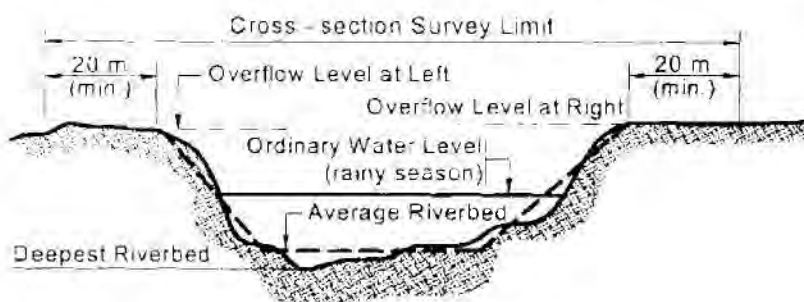 Cross - section Survey Limit
20 m
(min.)
Overflow Level at Left
20 m
(min.)
Overflow Level at Right
Ordinary Water Level
(rainy season)
Average Riverbed
Deepest Riverbed